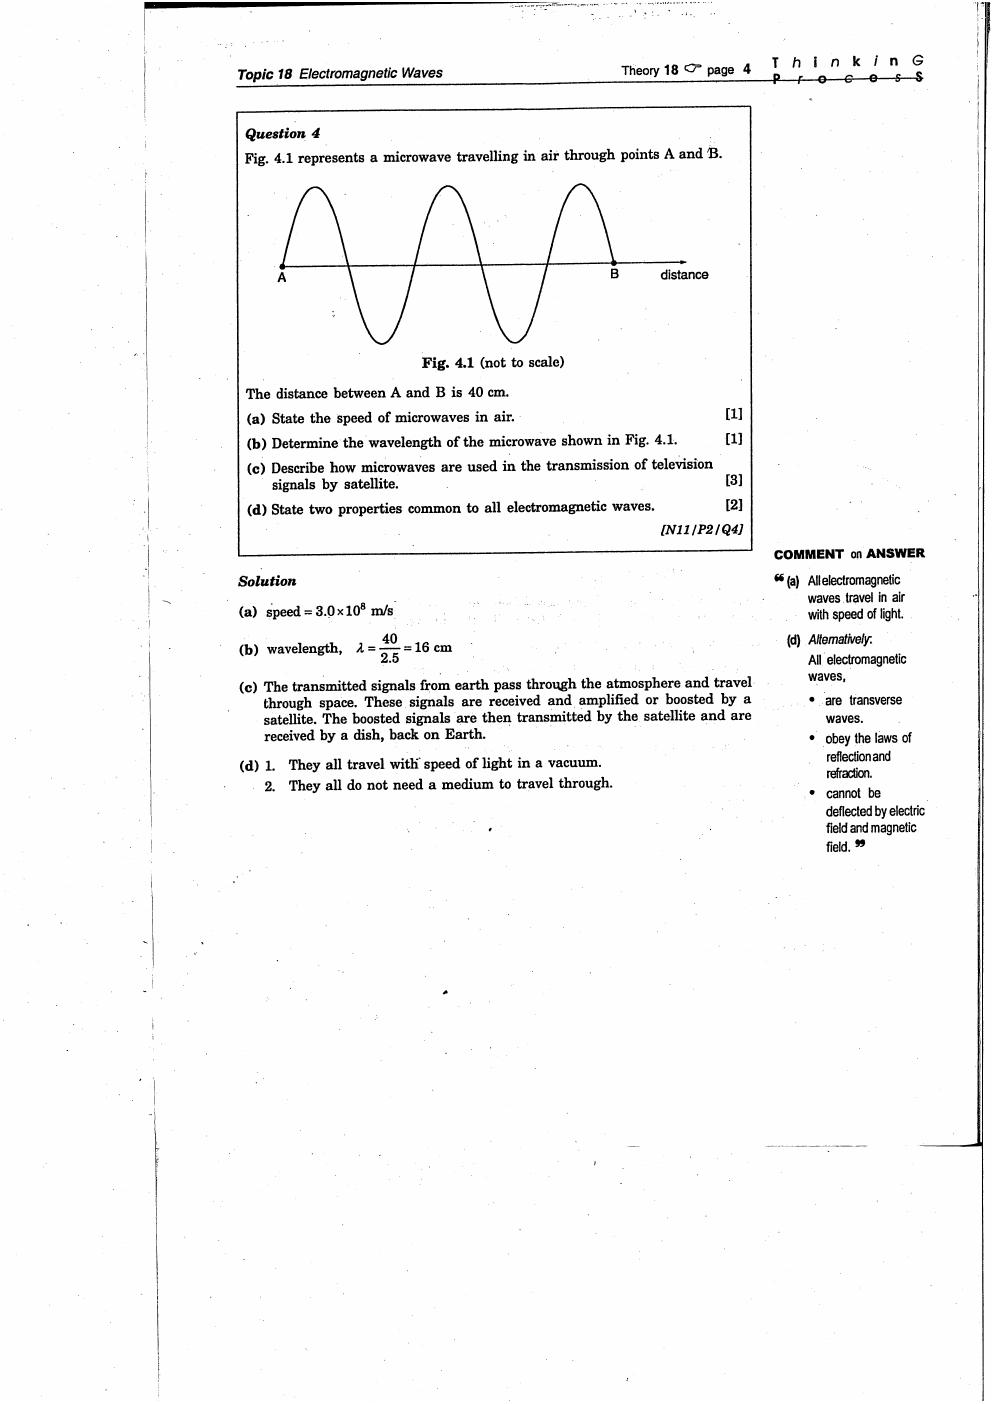 Topic 18 Electromagnetic Waves
Theory 18 ☞ page 4
T h i n k i n G
P r o c e s S
Question 4
Fig. 4.1 represents a microwave travelling in air through points A and B.
A
B
distance
Fig. 4.1 (not to scale)
The distance between A and B is 40 cm.
(a) State the speed of microwaves in air. [1]
(b) Determine the wavelength of the microwave shown in Fig. 4.1. [1]
(c) Describe how microwaves are used in the transmission of television
signals by satellite. [3]
(d) State two properties common to all electromagnetic waves. [2]
[N11/P2/Q4]
Solution
(a) speed = 3.0×10⁸ m/s
(b) wavelength, λ = 40/2.5 = 16 cm
(c) The transmitted signals from earth pass through the atmosphere and travel
through space. These signals are received and amplified or boosted by a
satellite. The boosted signals are then transmitted by the satellite and are
received by a dish, back on Earth.
(d) 1. They all travel with speed of light in a vacuum.
2. They all do not need a medium to travel through.
COMMENT on ANSWER
❝ (a) All electromagnetic
waves travel in air
with speed of light.
(d) Alternatively:
All electromagnetic
waves,
• are transverse
waves.
• obey the laws of
reflection and
refraction.
• cannot be
deflected by electric
field and magnetic
field. ❞